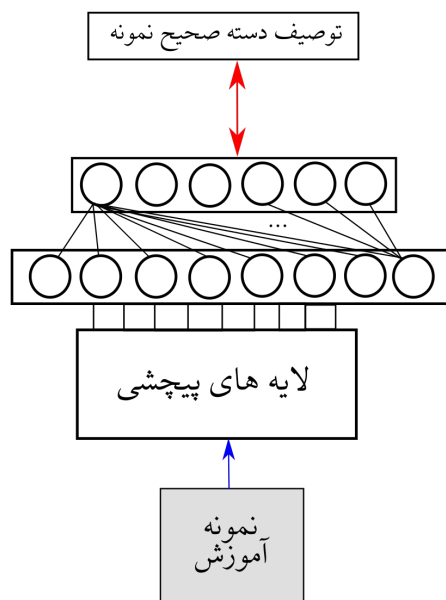 توصیف دسته صحیح نمونه
...
لایه های پیچشی
نمونه
آموزش